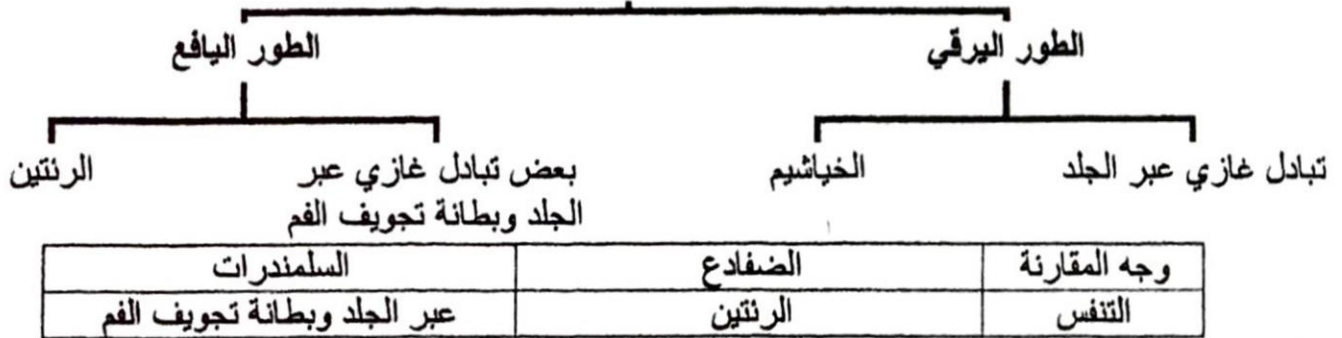 الطور اليرقي الطور اليافع
تبادل غازي عبر الجلد الخياشيم بعض تبادل غازي عبر الرئتين
الجلد وبطانة تجويف الفم
وجه المقارنة الضفادع السلمندرات
التنفس الرئتين عبر الجلد وبطانة تجويف الفم